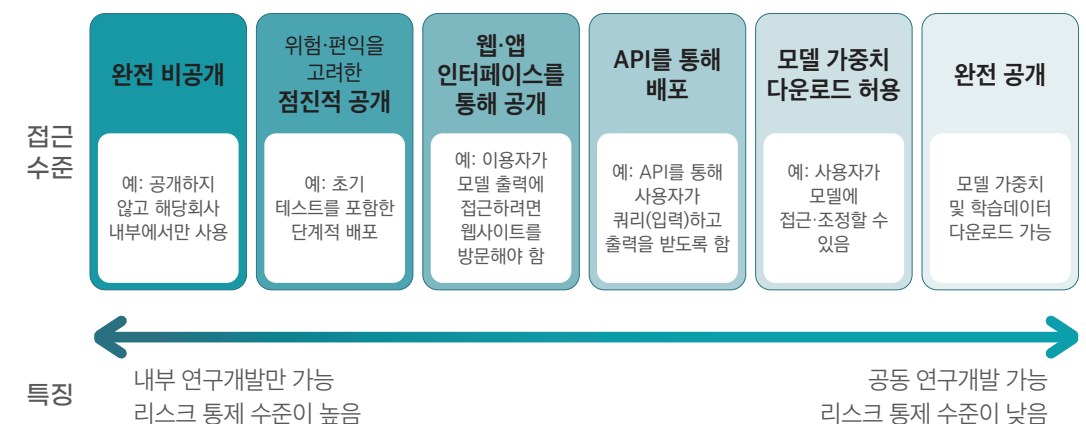 접근
수준
완전 비공개
예: 공개하지
않고 해당회사
내부에서만 사용
위험·편익을
고려한
점진적 공개
예: 초기
테스트를 포함한
단계적 배포
웹·앱
인터페이스를
통해 공개
예: 이용자가
모델 출력에
접근하려면
웹사이트를
방문해야 함
API를 통해
배포
예: API를 통해
사용자가
쿼리(입력)하고
출력을 받도록 함
모델 가중치
다운로드 허용
예: 사용자가
모델에
접근·조정할 수
있음
완전 공개
모델 가중치
및 학습데이터
다운로드 가능
특징
내부 연구개발만 가능
리스크 통제 수준이 높음
공동 연구개발 가능
리스크 통제 수준이 낮음